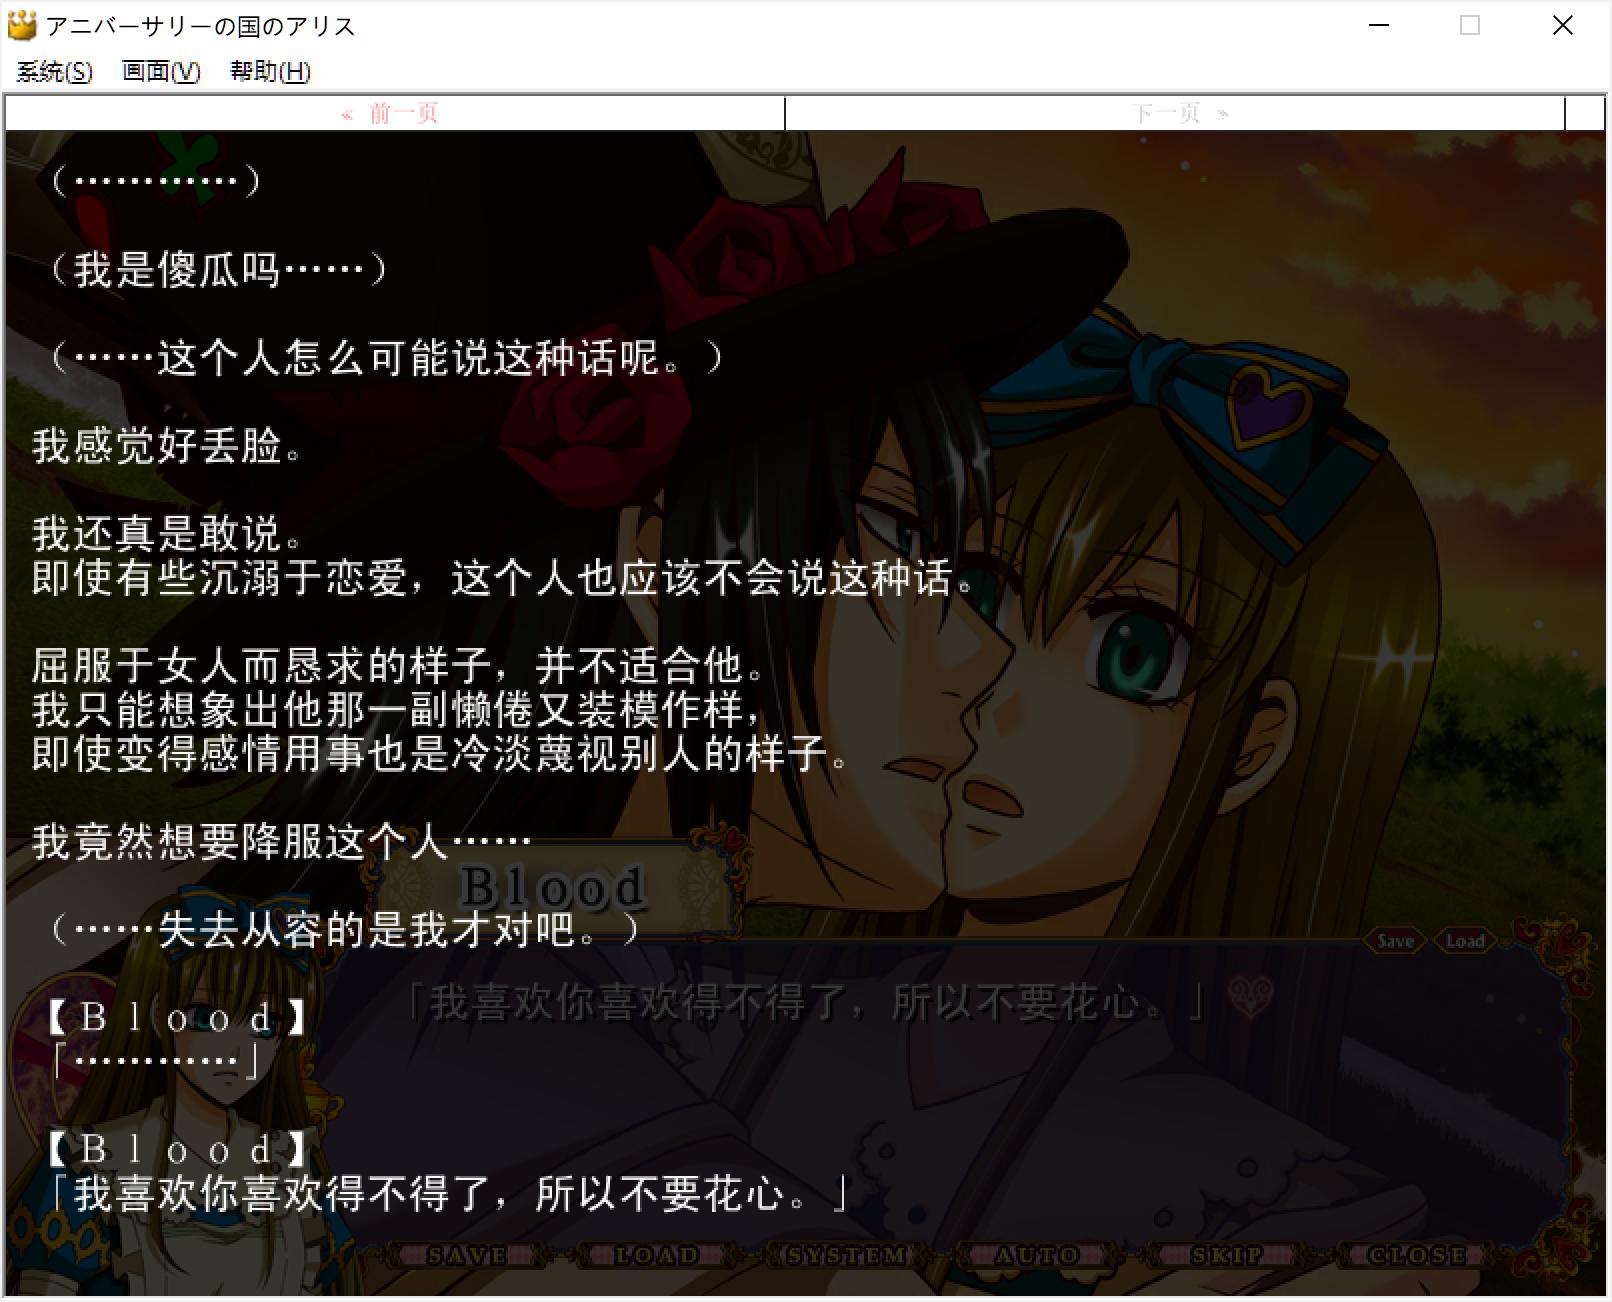 アニバーサリーの国のアリス
系统(S) 画面(V) 帮助(H)
« 前一页 下一页 »
（…………）
（我是傻瓜吗……）
（……这个人怎么可能说这种话呢。）
我感觉好丢脸。
我还真是敢说。
即使有些沉溺于恋爱，这个人也应该不会说这种话。
屈服于女人而恳求的样子，并不适合他。
我只能想象出他那一副懒倦又装模作样，
即使变得感情用事也是冷淡蔑视别人的样子。
我竟然想要降服这个人……
Blood
（……失去从容的是我才对吧。）
Save Load
「我喜欢你喜欢得不得了，所以不要花心。」
【Ｂｌｏｏｄ】
「…………」
【Ｂｌｏｏｄ】
「我喜欢你喜欢得不得了，所以不要花心。」
SAVE LOAD SYSTEM AUTO SKIP CLOSE